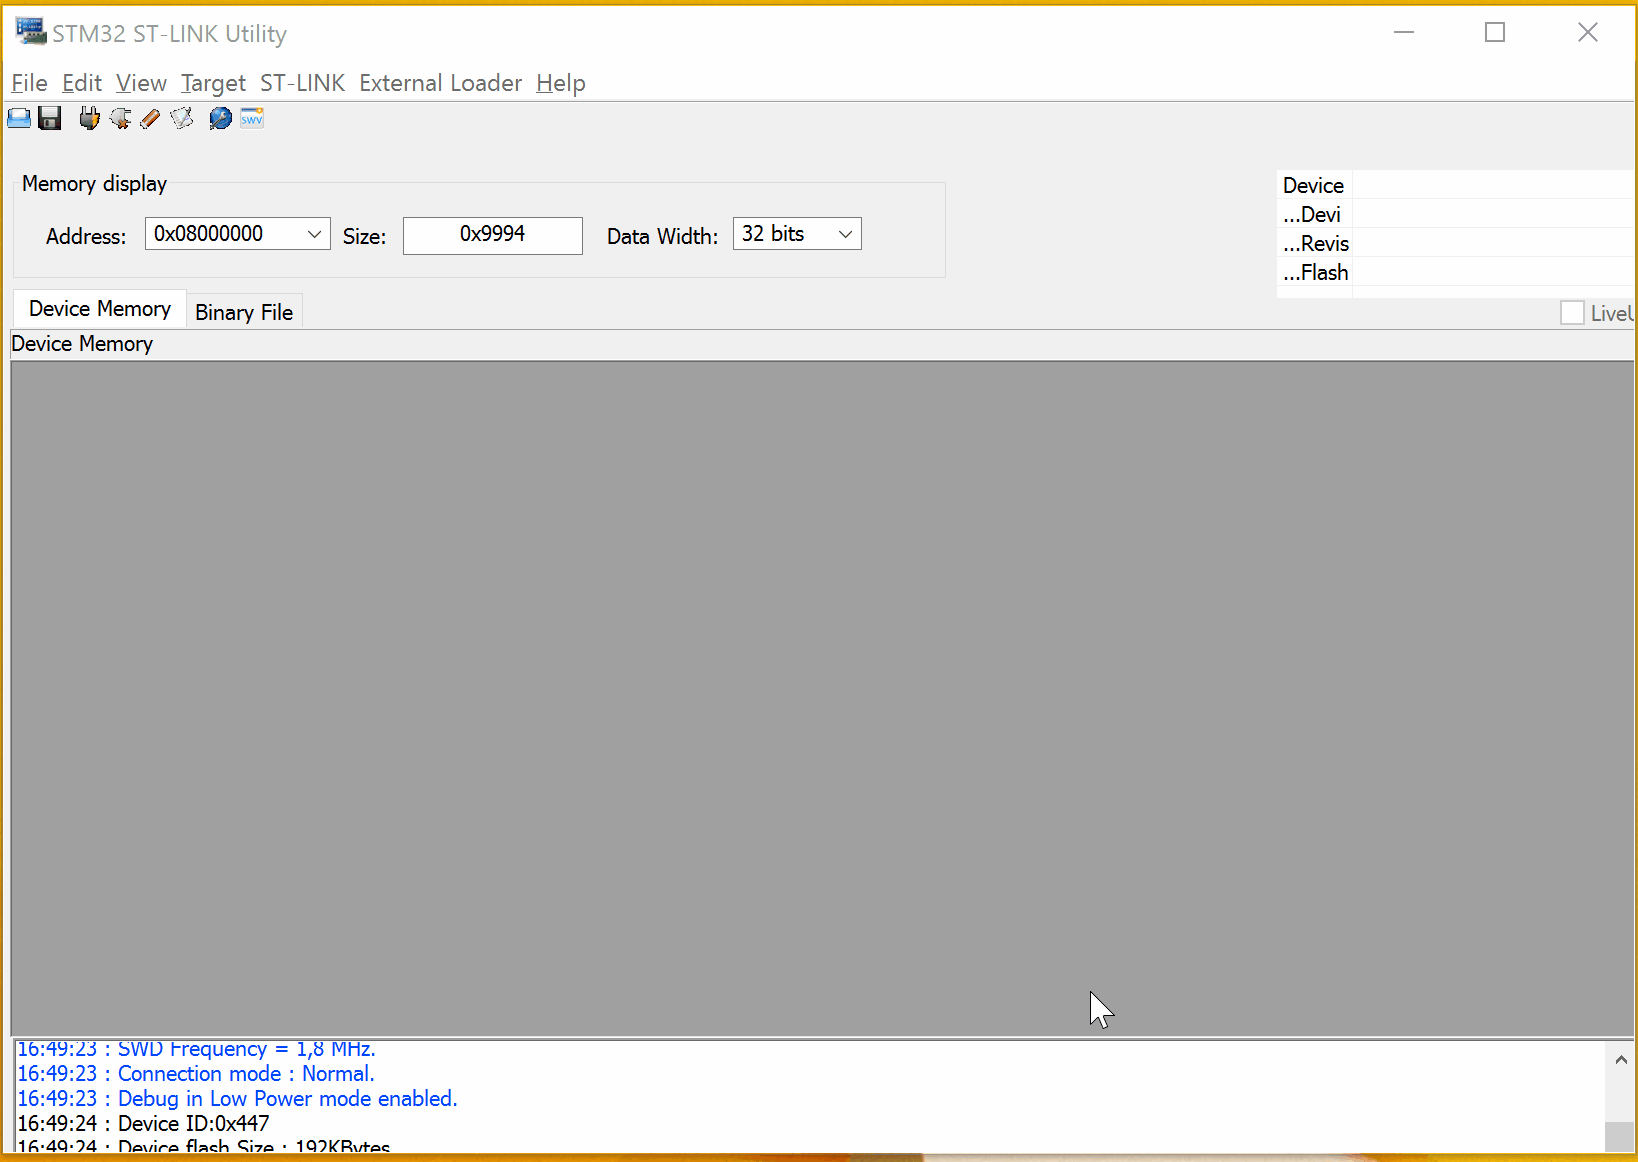 STM32 ST-LINK Utility
File Edit View Target ST-LINK External Loader Help
SWV
Memory display
Address: 0x08000000 Size: 0x9994 Data Width: 32 bits
Device
...Devi
...Revis
...Flash
LiveU
Device Memory Binary File
Device Memory
16:49:23 : SWD Frequency = 1,8 MHz.
16:49:23 : Connection mode : Normal.
16:49:23 : Debug in Low Power mode enabled.
16:49:24 : Device ID:0x447
16:49:24 : Device flash Size : 192KBytes